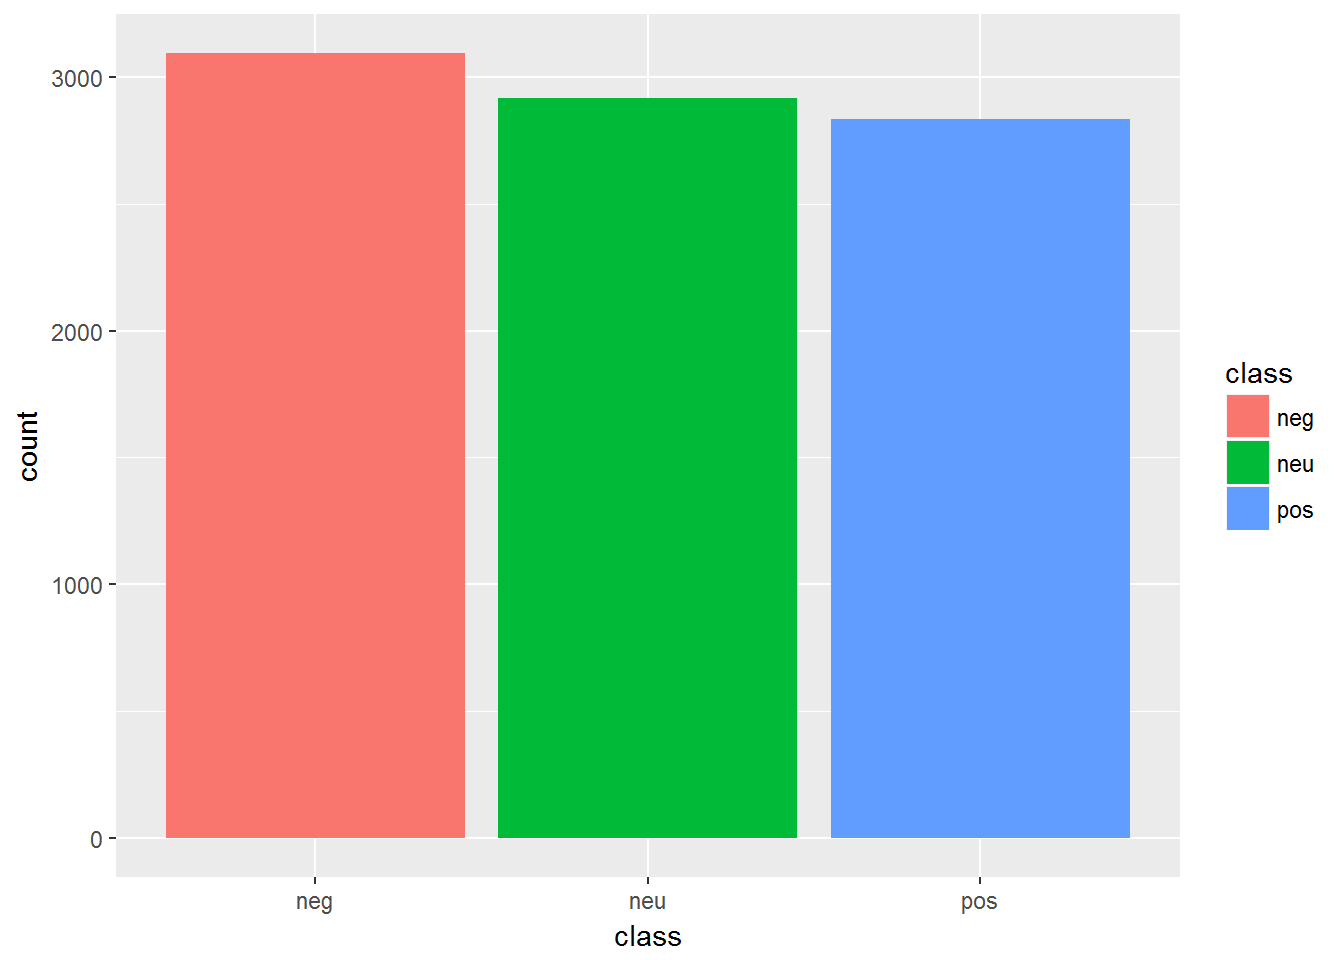 count
3000
2000
1000
0
neg neu pos
class
class
neg
neu
pos